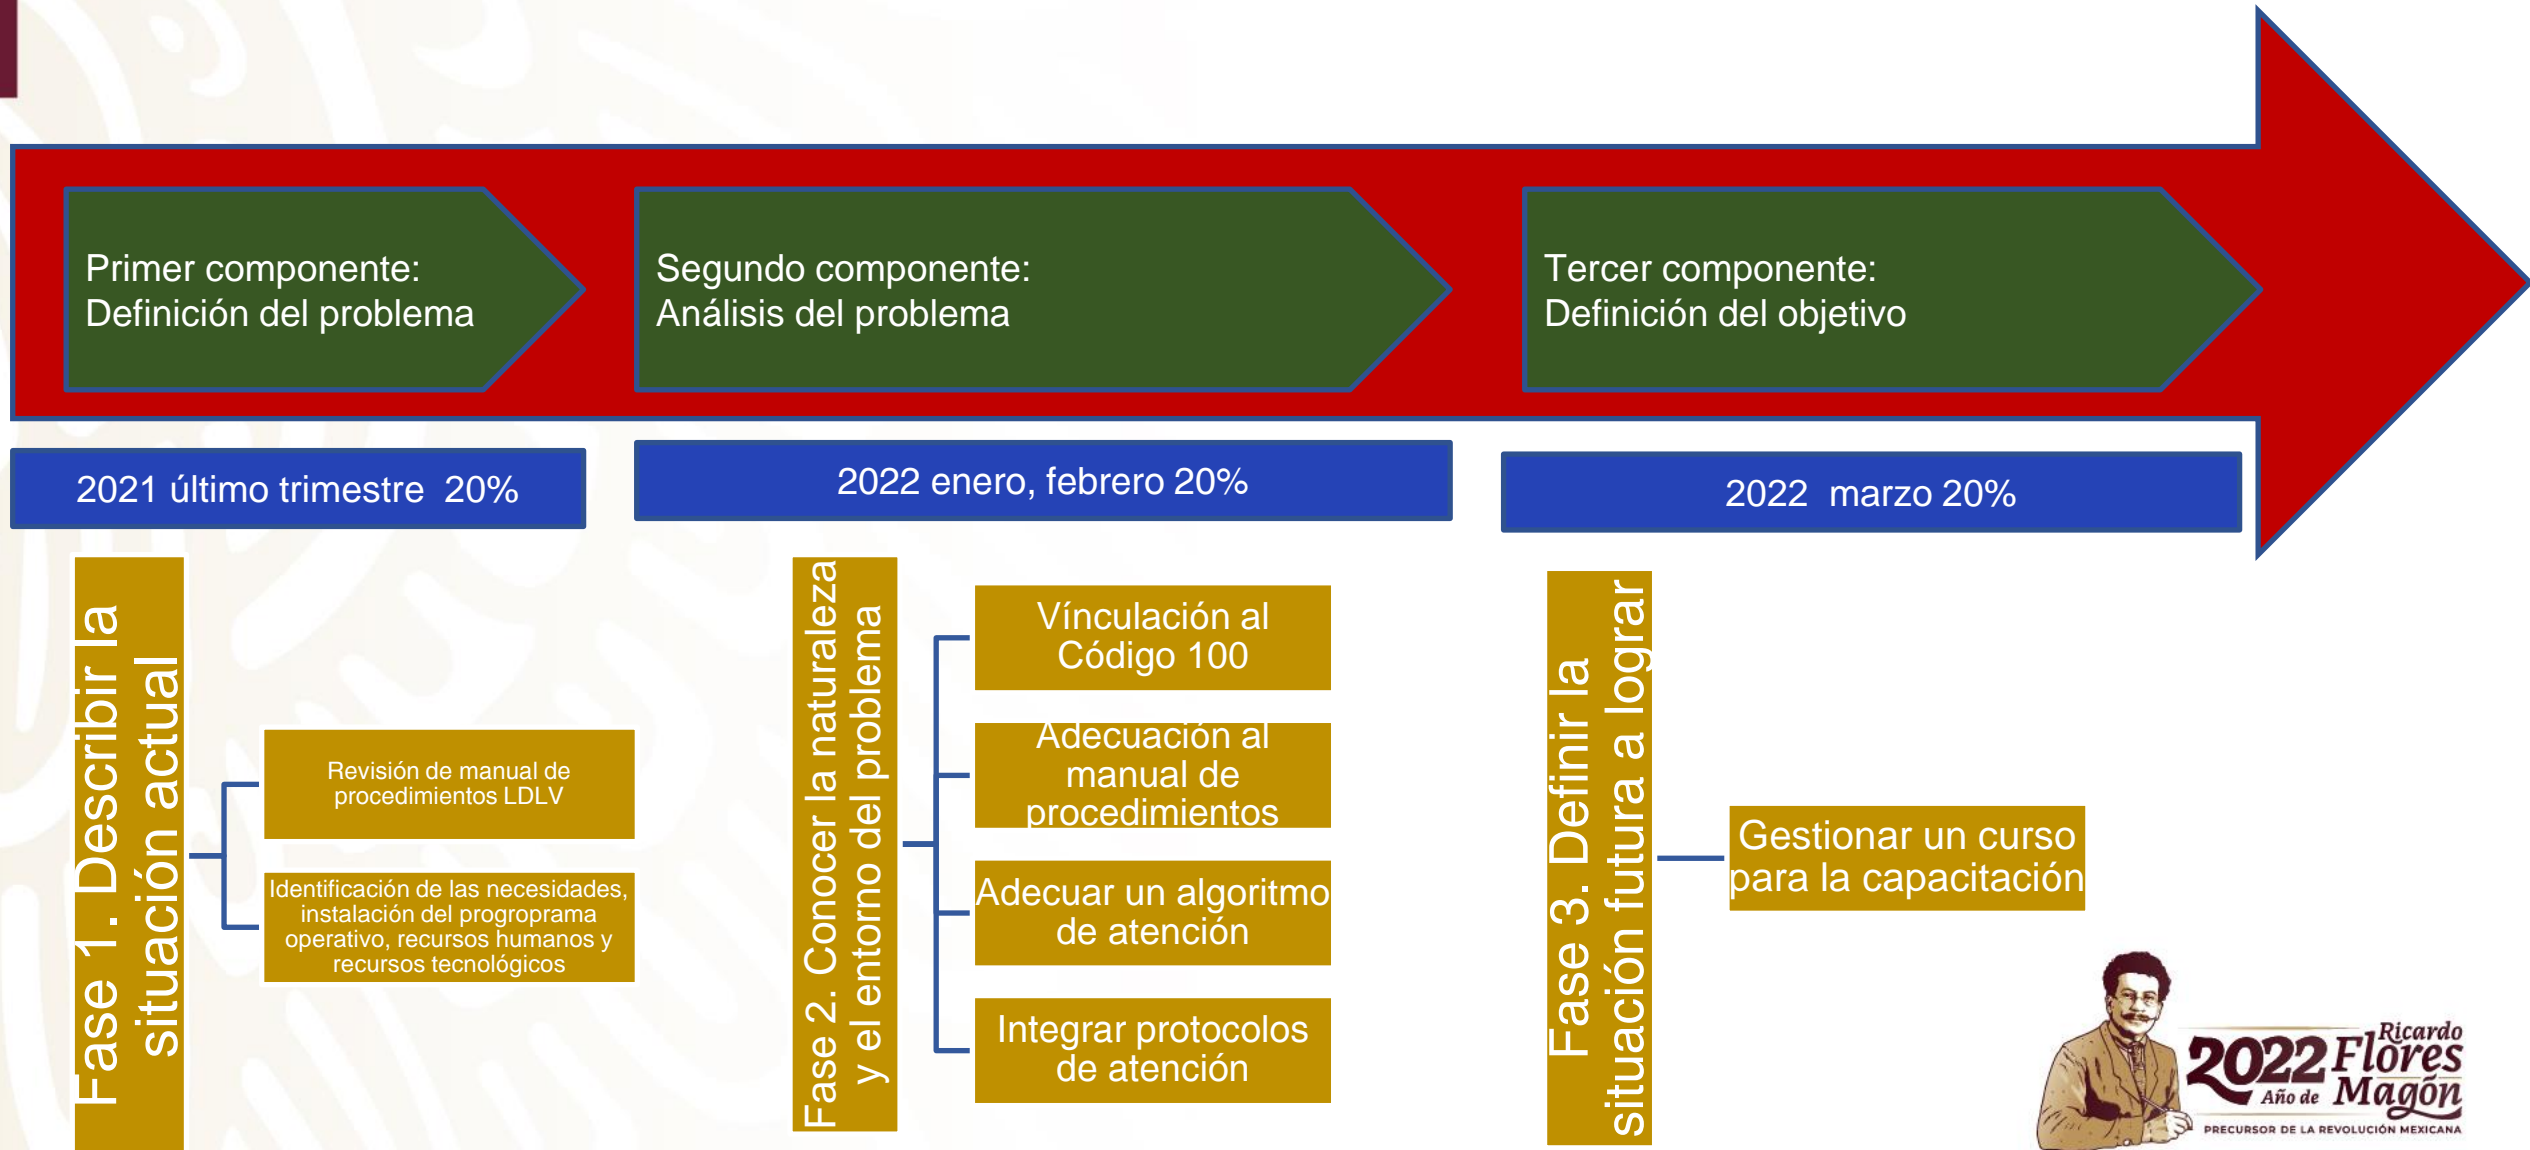 Primer componente:
Definición del problema
Segundo componente:
Análisis del problema
Tercer componente:
Definición del objetivo
2021 último trimestre  20%
2022 enero, febrero 20%
2022  marzo 20%
Fase 1. Describir la
situación actual
Revisión de manual de
procedimientos LDLV
Identificación de las necesidades,
instalación del progroprama
operativo, recursos humanos y
recursos tecnológicos
Fase 2. Conocer la naturaleza
y el entorno del problema
Vínculación al
Código 100
Adecuación al
manual de
procedimientos
Adecuar un algoritmo
de atención
Integrar protocolos
de atención
Fase 3. Definir la
situación futura a lograr
Gestionar un curso
para la capacitación
2022
Año de
Ricardo
Flores
Magón
PRECURSOR DE LA REVOLUCIÓN MEXICANA